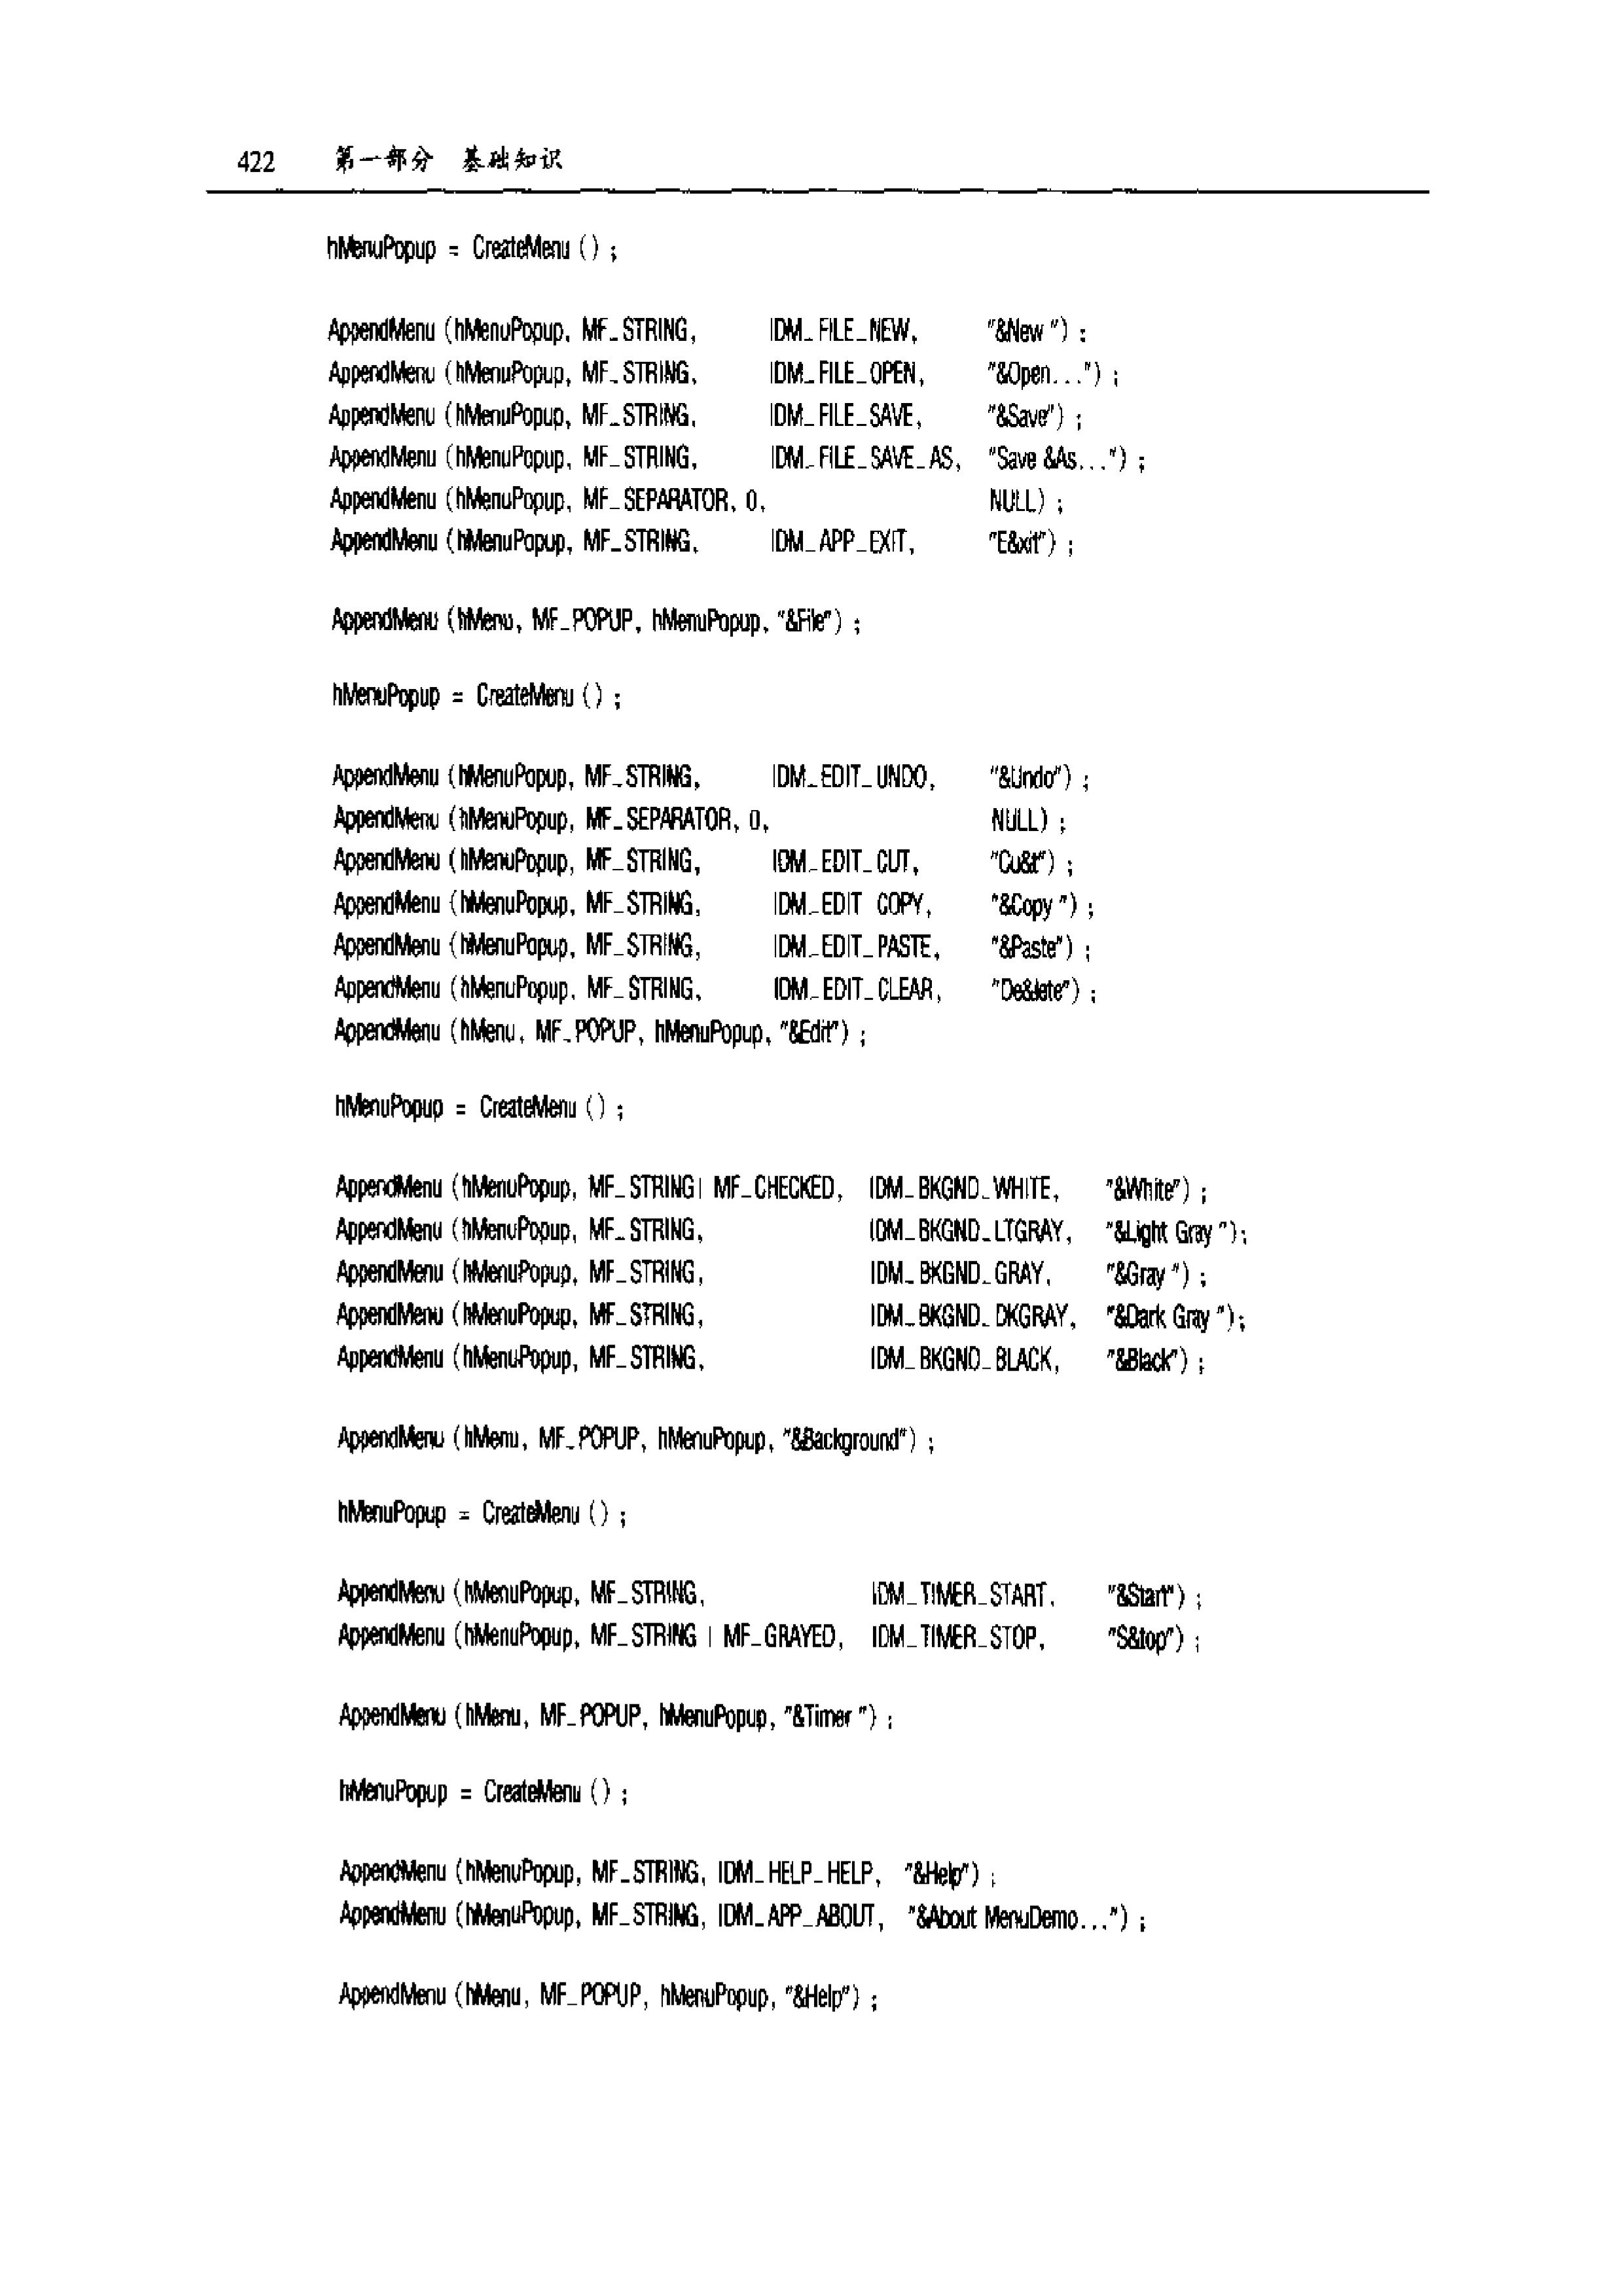 422 第一部分 基础知识
hMenuPopup = CreateMenu () ;
AppendMenu (hMenuPopup, MF_STRING, IDM_FILE_NEW, "&New ") ;
AppendMenu (hMenuPopup, MF_STRING, IDM_FILE_OPEN, "&Open...") ;
AppendMenu (hMenuPopup, MF_STRING, IDM_FILE_SAVE, "&Save") ;
AppendMenu (hMenuPopup, MF_STRING, IDM_FILE_SAVE_AS, "Save &As...") ;
AppendMenu (hMenuPopup, MF_SEPARATOR, 0, NULL) ;
AppendMenu (hMenuPopup, MF_STRING, IDM_APP_EXIT, "E&xit") ;
AppendMenu (hMenu, MF_POPUP, hMenuPopup, "&File") ;
hMenuPopup = CreateMenu () ;
AppendMenu (hMenuPopup, MF_STRING, IDM_EDIT_UNDO, "&Undo") ;
AppendMenu (hMenuPopup, MF_SEPARATOR, 0, NULL) ;
AppendMenu (hMenuPopup, MF_STRING, IDM_EDIT_CUT, "Cu&t") ;
AppendMenu (hMenuPopup, MF_STRING, IDM_EDIT COPY, "&Copy ") ;
AppendMenu (hMenuPopup, MF_STRING, IDM_EDIT_PASTE, "&Paste") ;
AppendMenu (hMenuPopup, MF_STRING, IDM_EDIT_CLEAR, "De&lete") ;
AppendMenu (hMenu, MF_POPUP, hMenuPopup, "&Edit") ;
hMenuPopup = CreateMenu () ;
AppendMenu (hMenuPopup, MF_STRING| MF_CHECKED, IDM_BKGND_WHITE, "&White") ;
AppendMenu (hMenuPopup, MF_STRING, IDM_BKGND_LTGRAY, "&Light Gray ");
AppendMenu (hMenuPopup, MF_STRING, IDM_BKGND_GRAY, "&Gray ") ;
AppendMenu (hMenuPopup, MF_STRING, IDM_BKGND_DKGRAY, "&Dark Gray ");
AppendMenu (hMenuPopup, MF_STRING, IDM_BKGND_BLACK, "&Black") ;
AppendMenu (hMenu, MF_POPUP, hMenuPopup, "&Background") ;
hMenuPopup = CreateMenu () ;
AppendMenu (hMenuPopup, MF_STRING, IDM_TIMER_START, "&Start") ;
AppendMenu (hMenuPopup, MF_STRING | MF_GRAYED, IDM_TIMER_STOP, "S&top") ;
AppendMenu (hMenu, MF_POPUP, hMenuPopup, "&Timer ") ;
hMenuPopup = CreateMenu () ;
AppendMenu (hMenuPopup, MF_STRING, IDM_HELP_HELP, "&Help") ;
AppendMenu (hMenuPopup, MF_STRING, IDM_APP_ABOUT, "&About MenuDemo...") ;
AppendMenu (hMenu, MF_POPUP, hMenuPopup, "&Help") ;